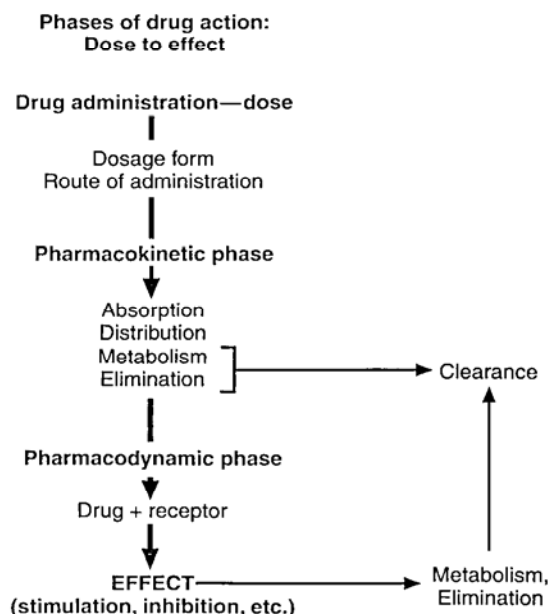 Phases of drug action:
Dose to effect
Drug administration—dose
Dosage form
Route of administration
Pharmacokinetic phase
Absorption
Distribution
Metabolism
Elimination
Clearance
Pharmacodynamic phase
Drug + receptor
EFFECT
(stimulation, inhibition, etc.)
Metabolism,
Elimination